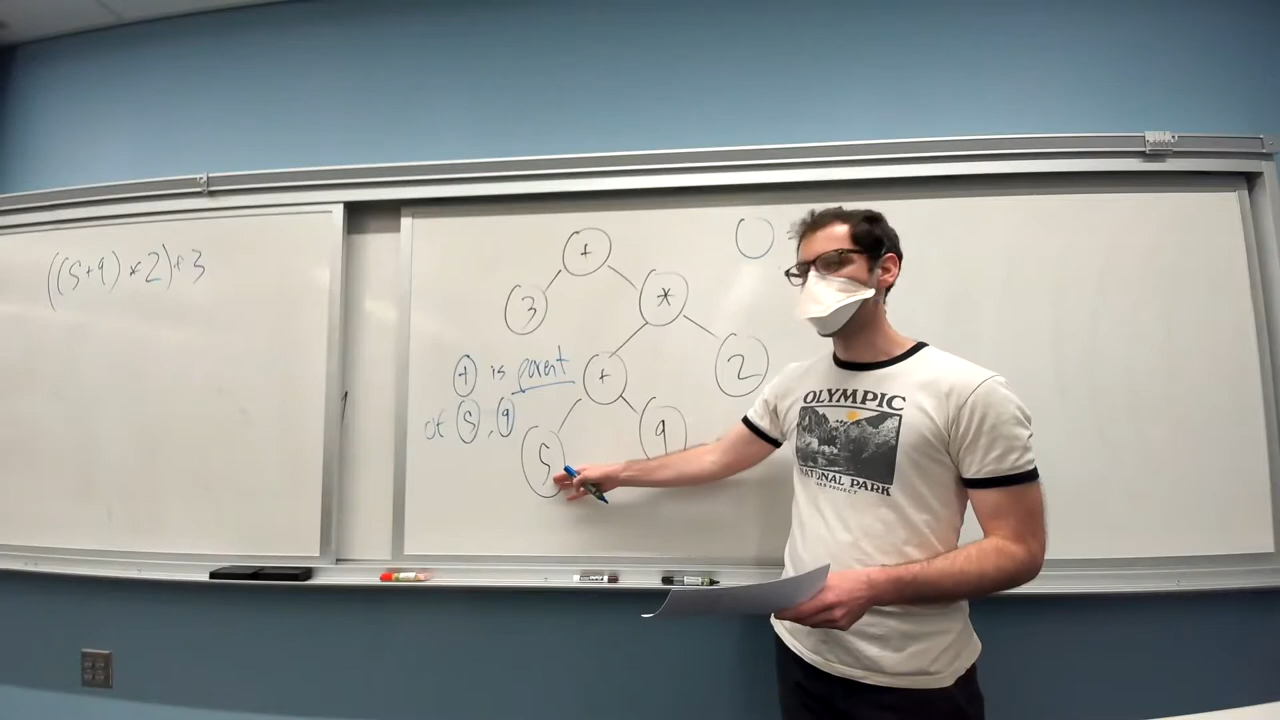 ((5+9) * 2) + 3
+
3
*
+ is parent
+
2
of 5, 9
5
9
OLYMPIC
NATIONAL PARK